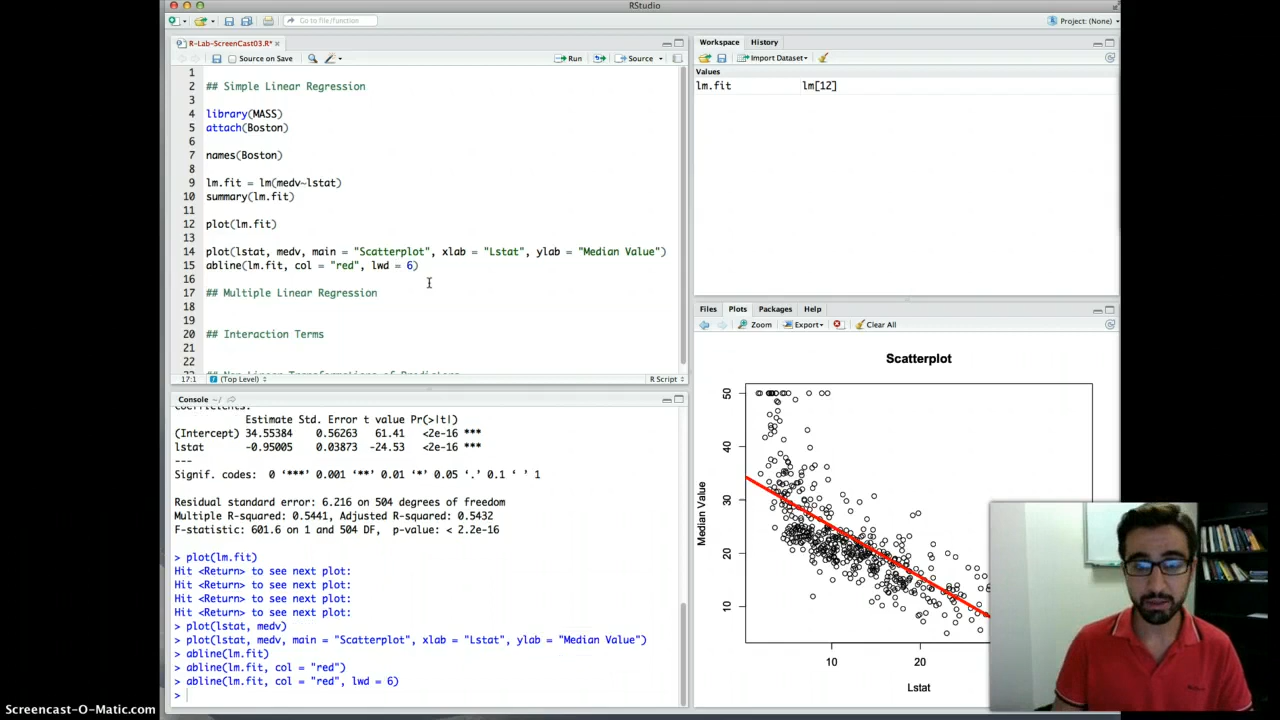 RStudio
Go to file/function
Project: (None)
R-Lab-ScreenCast03.R*
Source on Save
Run
Source
1
2 ## Simple Linear Regression
3
4 library(MASS)
5 attach(Boston)
6
7 names(Boston)
8
9 lm.fit = lm(medv~lstat)
10 summary(lm.fit)
11
12 plot(lm.fit)
13
14 plot(lstat, medv, main = "Scatterplot", xlab = "Lstat", ylab = "Median Value")
15 abline(lm.fit, col = "red", lwd = 6)
16
17 ## Multiple Linear Regression
18
19
20 ## Interaction Terms
21
22
17:1 (Top Level) R Script
Console ~/
Coefficients:
Estimate Std. Error t value Pr(>|t|)
(Intercept) 34.55384 0.56263 61.41 <2e-16 ***
lstat -0.95005 0.03873 -24.53 <2e-16 ***
---
Signif. codes: 0 ‘***’ 0.001 ‘**’ 0.01 ‘*’ 0.05 ‘.’ 0.1 ‘ ’ 1
Residual standard error: 6.216 on 504 degrees of freedom
Multiple R-squared: 0.5441, Adjusted R-squared: 0.5432
F-statistic: 601.6 on 1 and 504 DF, p-value: < 2.2e-16
> plot(lm.fit)
Hit <Return> to see next plot:
Hit <Return> to see next plot:
Hit <Return> to see next plot:
Hit <Return> to see next plot:
> plot(lstat, medv)
> plot(lstat, medv, main = "Scatterplot", xlab = "Lstat", ylab = "Median Value")
> abline(lm.fit)
> abline(lm.fit, col = "red")
> abline(lm.fit, col = "red", lwd = 6)
>
Workspace History
Import Dataset
Values
lm.fit lm[12]
Files Plots Packages Help
Zoom Export Clear All
Scatterplot
Median Value
50
40
30
20
10
10 20
Lstat
Screencast-O-Matic.com